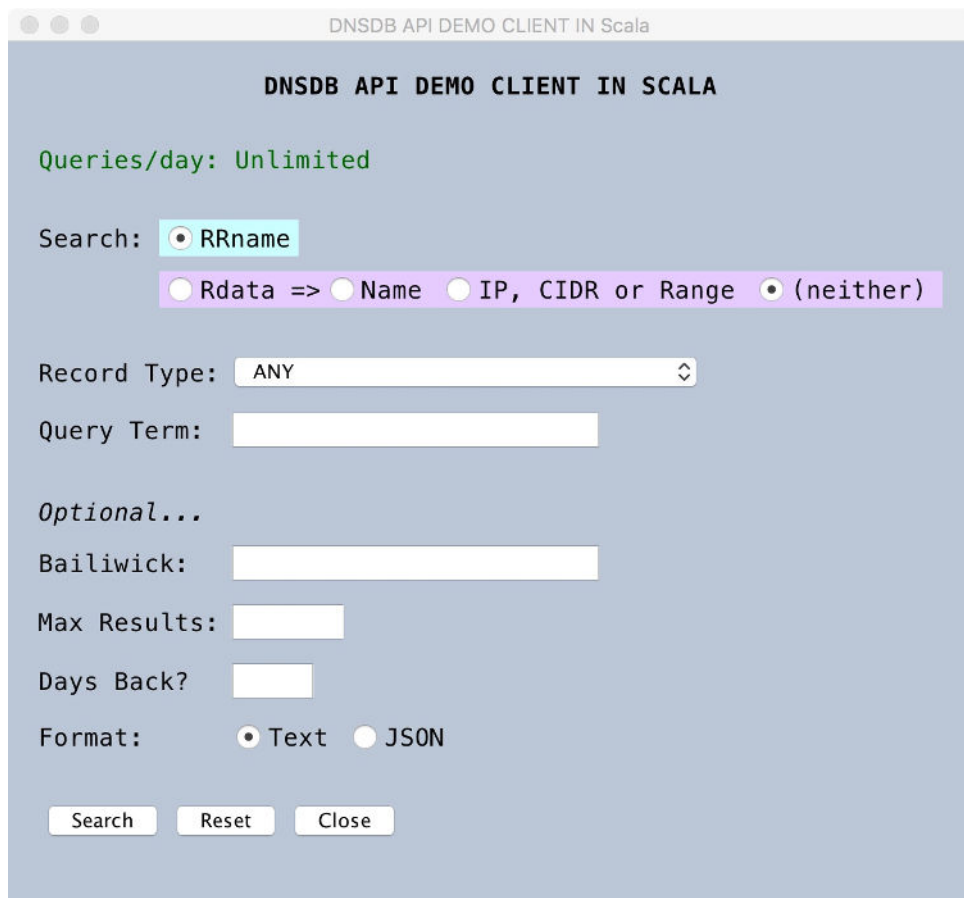 DNSDB API DEMO CLIENT IN Scala
DNSDB API DEMO CLIENT IN SCALA
Queries/day: Unlimited
Search: RRname
Rdata => Name IP, CIDR or Range (neither)
Record Type: ANY
Query Term:
Optional...
Bailiwick:
Max Results:
Days Back?
Format: Text JSON
Search Reset Close